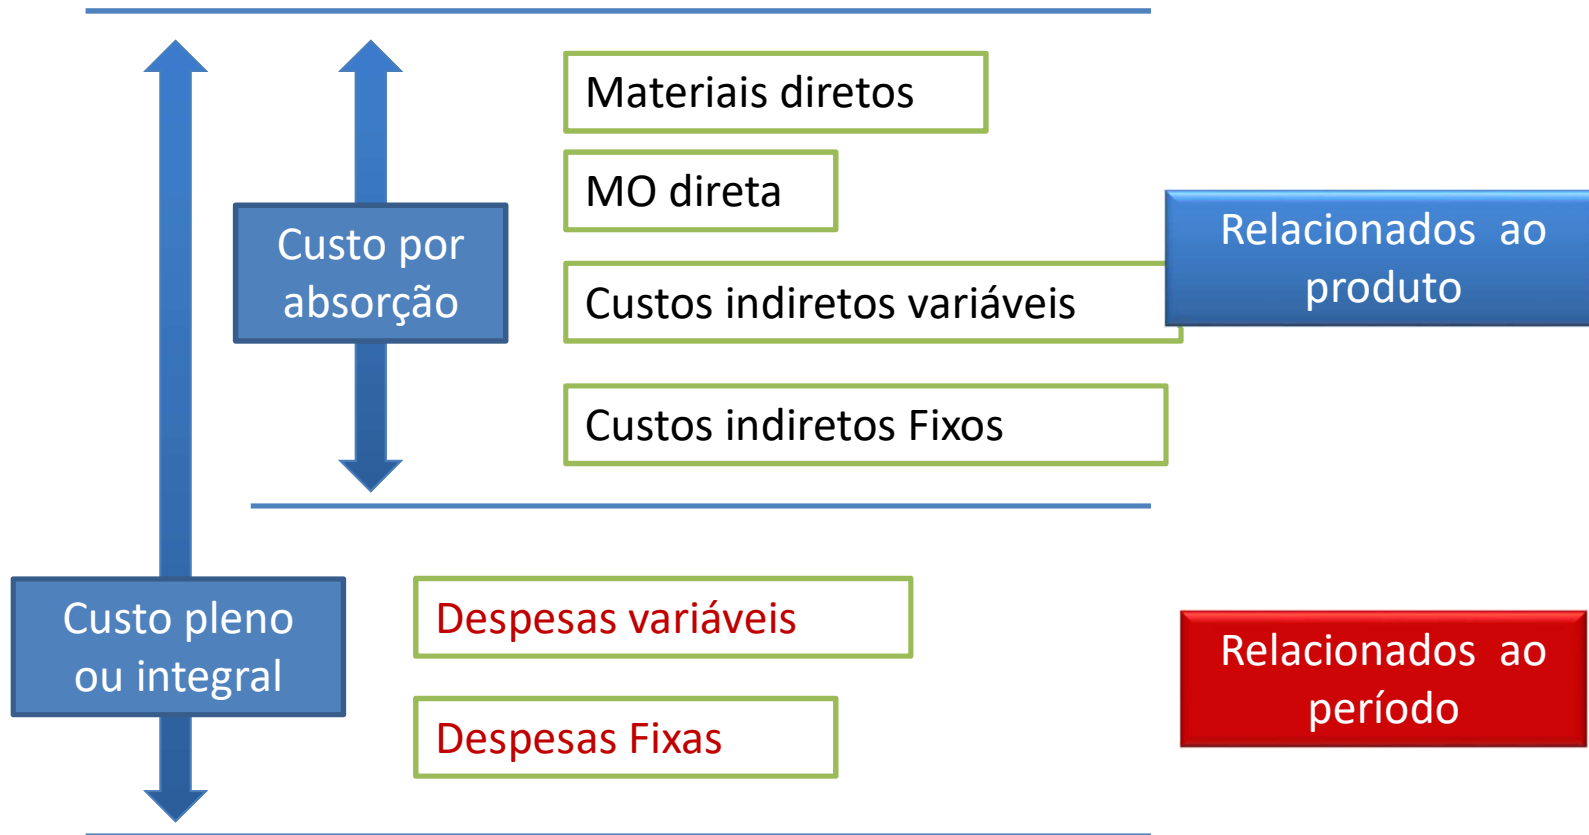 Materiais diretos
MO direta
Custo por
absorção
Relacionados ao
produto
Custos indiretos variáveis
Custos indiretos Fixos
Custo pleno
ou integral
Despesas variáveis
Despesas Fixas
Relacionados ao
período